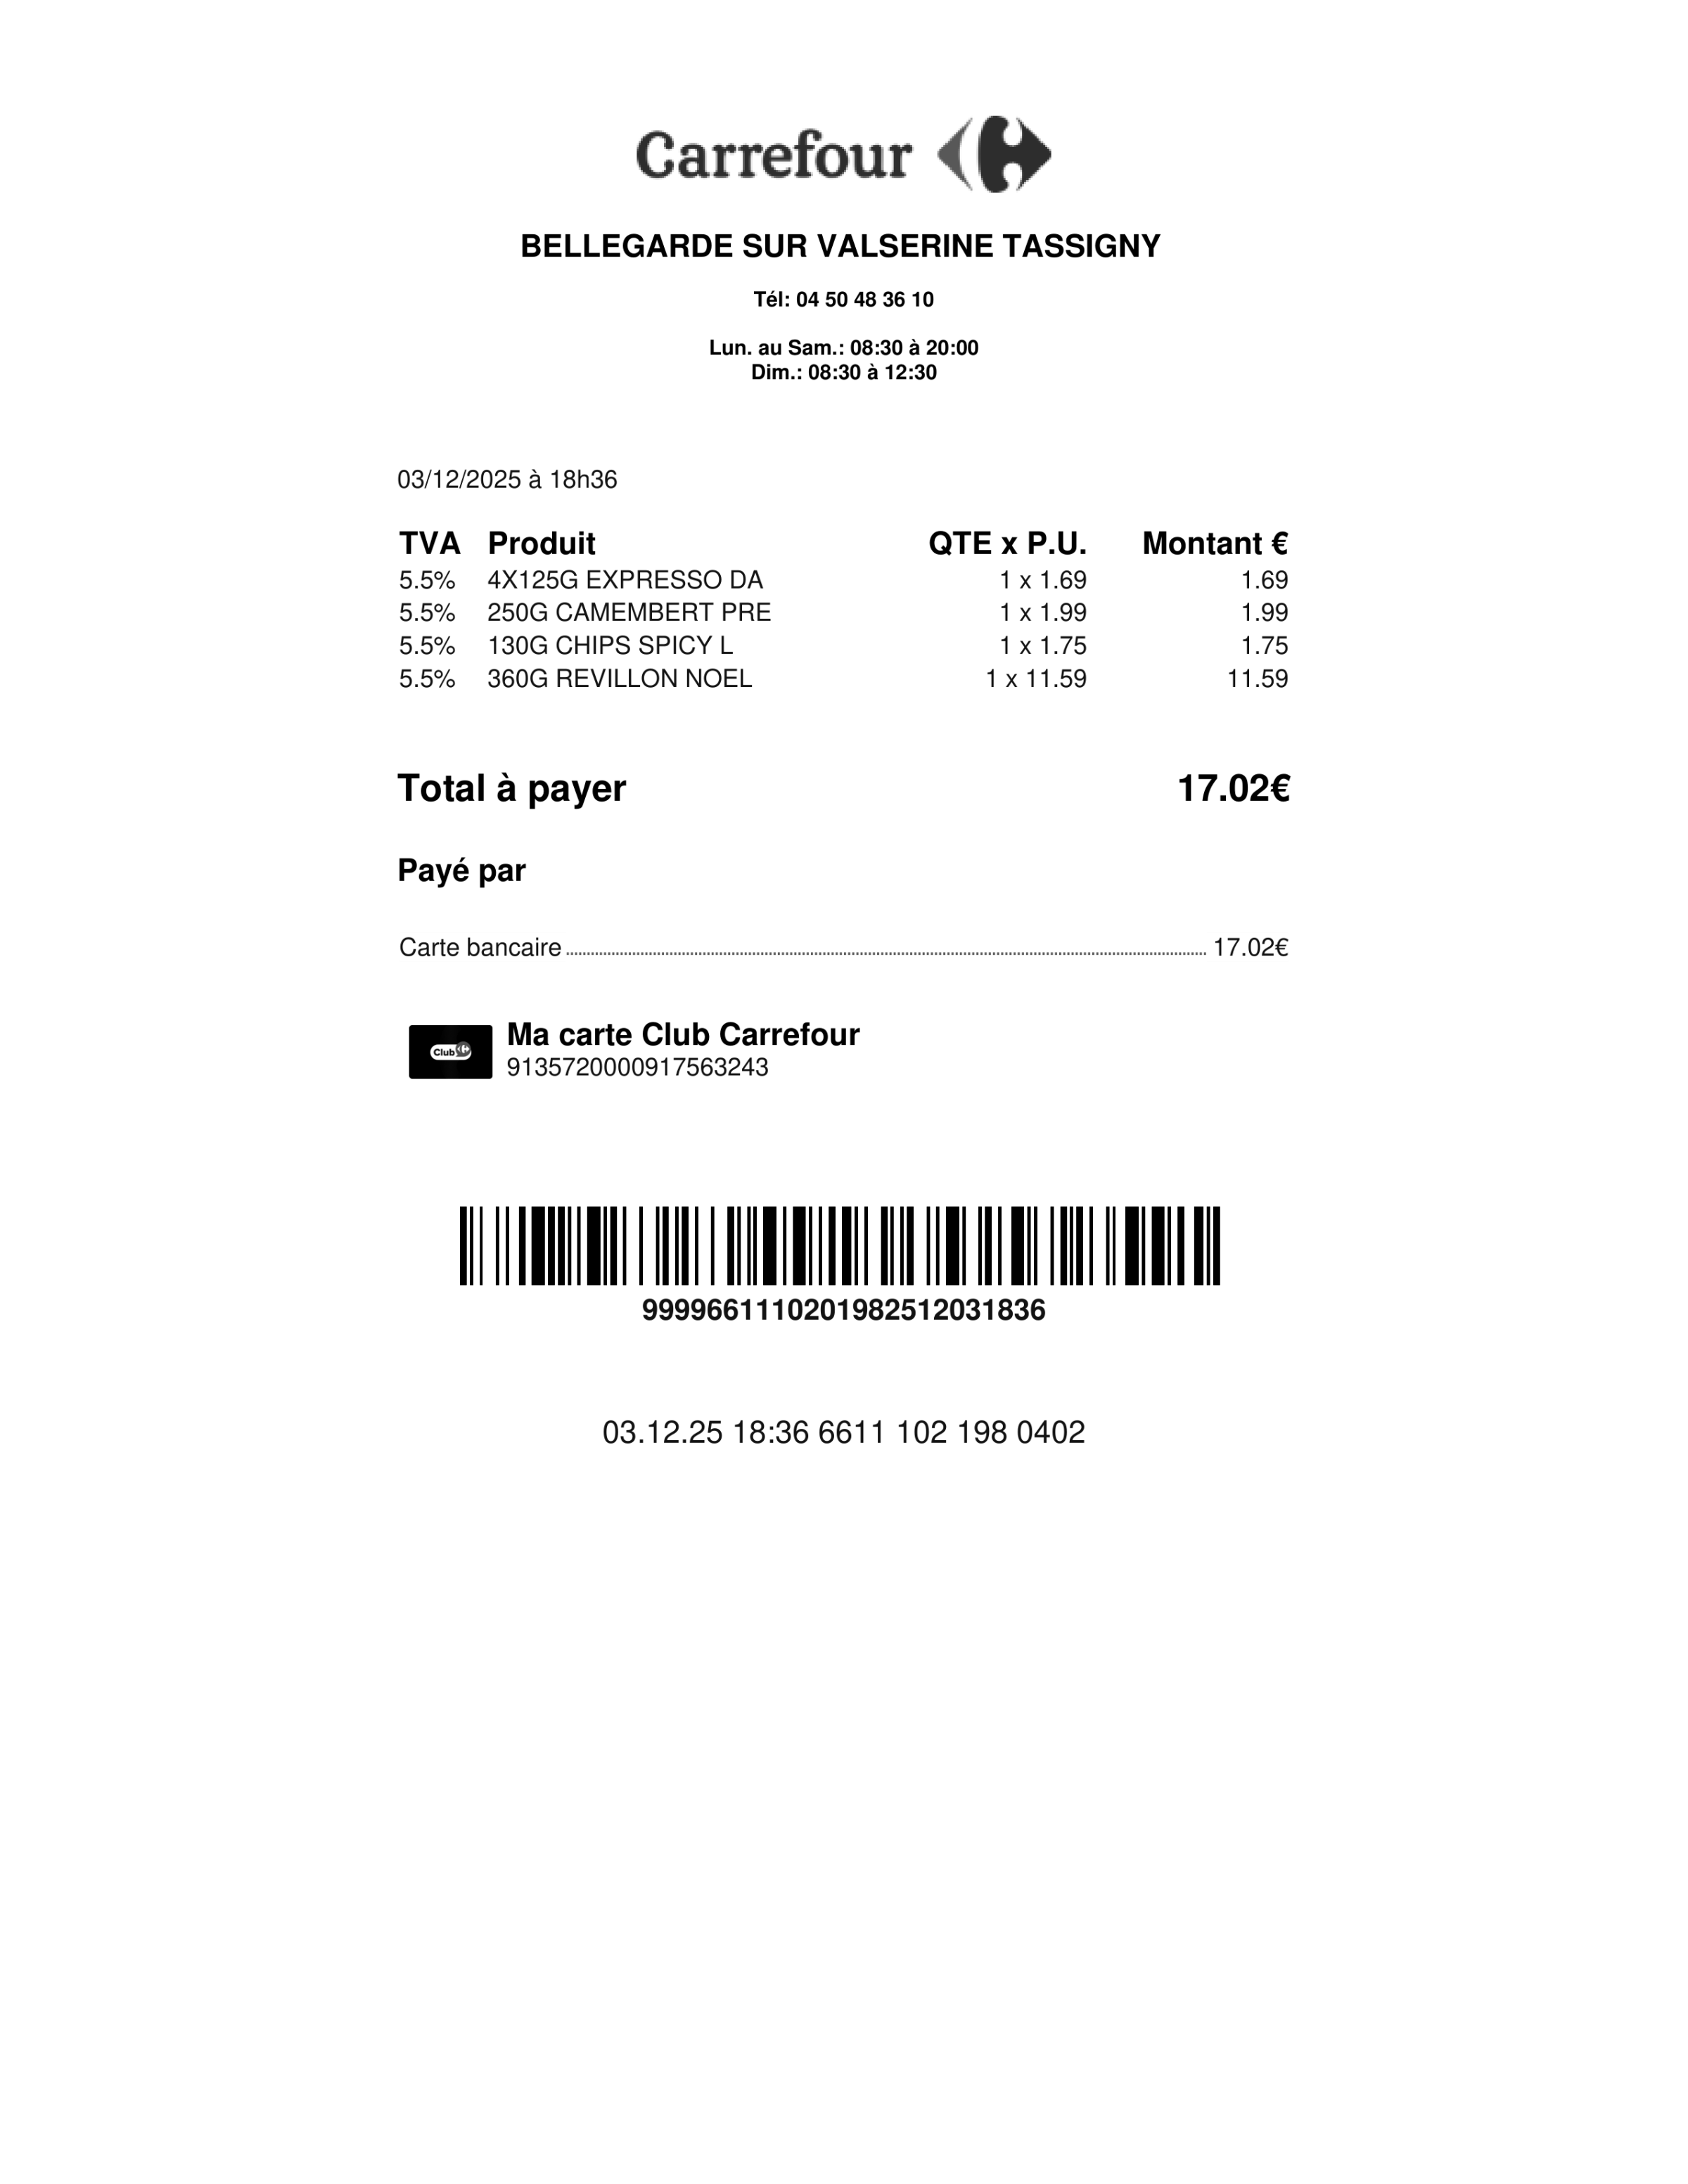 Carrefour
BELLEGARDE SUR VALSERINE TASSIGNY
Tél: 04 50 48 36 10
Lun. au Sam.: 08:30 à 20:00
Dim.: 08:30 à 12:30
03/12/2025 à 18h36
TVA Produit QTE x P.U. Montant €
5.5% 4X125G EXPRESSO DA 1 x 1.69 1.69
5.5% 250G CAMEMBERT PRE 1 x 1.99 1.99
5.5% 130G CHIPS SPICY L 1 x 1.75 1.75
5.5% 360G REVILLON NOEL 1 x 11.59 11.59
Total à payer 17.02€
Payé par
Carte bancaire 17.02€
Club
Ma carte Club Carrefour
9135720000917563243
9999661110201982512031836
03.12.25 18:36 6611 102 198 0402